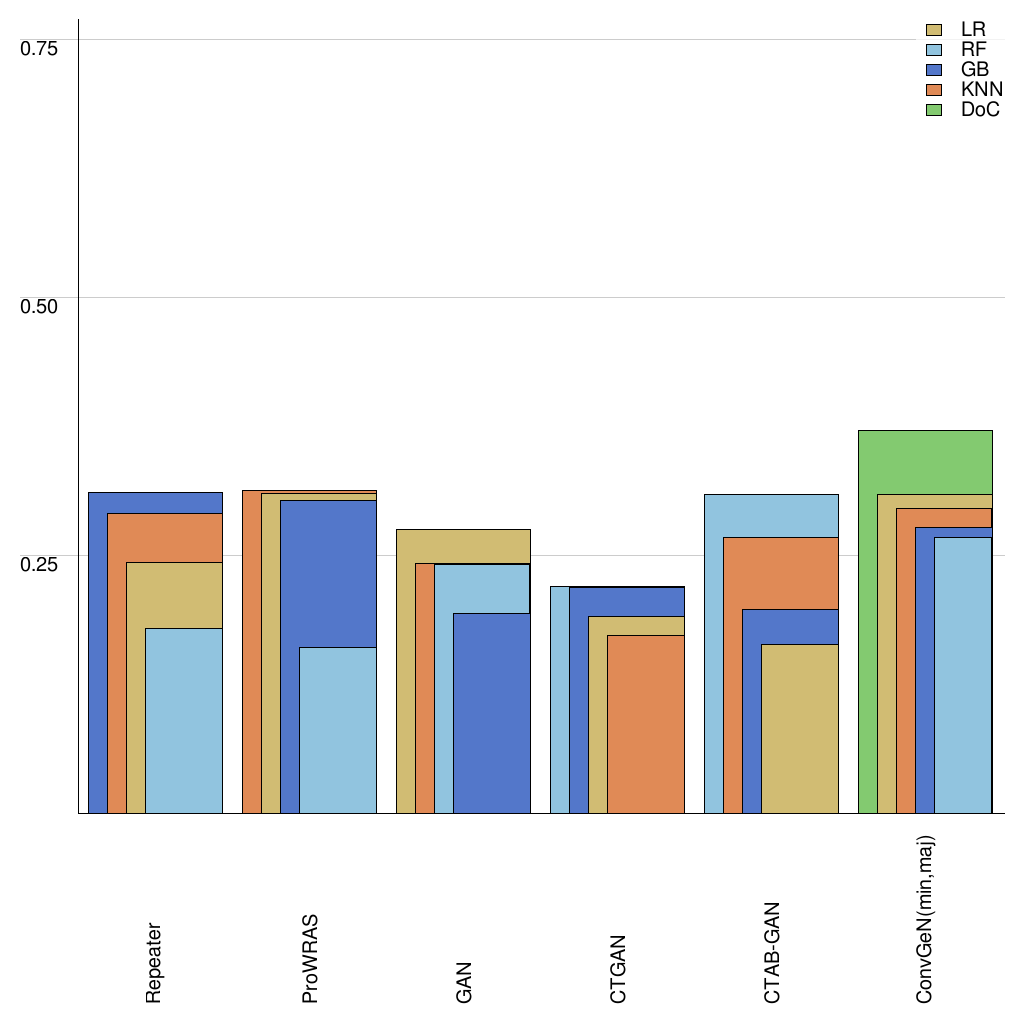 0.75
0.50
0.25
LR
RF
GB
KNN
DoC
Repeater
ProWRAS
GAN
CTGAN
CTAB-GAN
ConvGeN(min,maj)